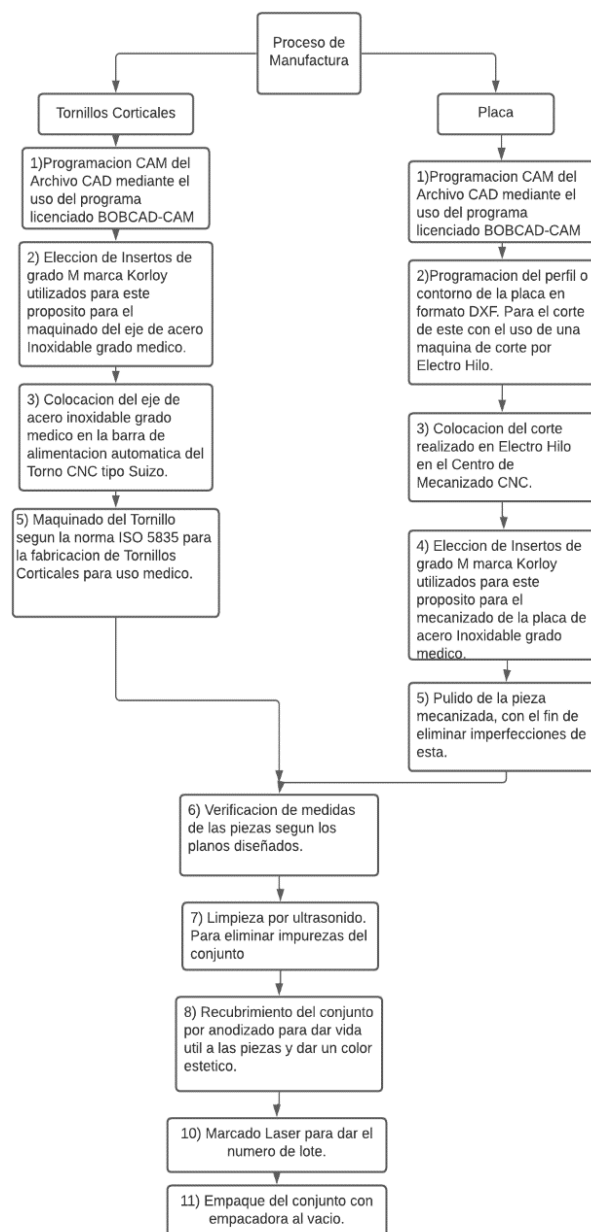 Proceso de
Manufactura
Tornillos Corticales
1)Programacion CAM del
Archivo CAD mediante el
uso del programa
licenciado BOBCAD-CAM
2) Eleccion de Insertos de
grado M marca Korloy
utilizados para este
proposito para el
maquinado del eje de acero
Inoxidable grado medico.
3) Colocacion del eje de
acero inoxidable grado
medico en la barra de
alimentacion automatica del
Torno CNC tipo Suizo.
5) Maquinado del Tornillo
segun la norma ISO 5835 para
la fabricacion de Tornillos
Corticales para uso medico.
Placa
1)Programacion CAM del
Archivo CAD mediante el
uso del programa
licenciado BOBCAD-CAM
2)Programacion del perfil o
contorno de la placa en
formato DXF. Para el corte
de este con el uso de una
maquina de corte por
Electro Hilo.
3) Colocacion del corte
realizado en Electro Hilo
en el Centro de
Mecanizado CNC.
4) Eleccion de Insertos de
grado M marca Korloy
utilizados para este
proposito para el
mecanizado de la placa de
acero Inoxidable grado
medico.
5) Pulido de la pieza
mecanizada, con el fin de
eliminar imperfecciones de
esta.
6) Verificacion de medidas
de las piezas segun los
planos diseñados.
7) Limpieza por ultrasonido.
Para eliminar impurezas del
conjunto
8) Recubrimiento del conjunto
por anodizado para dar vida
util a las piezas y dar un color
estetico.
10) Marcado Laser para dar el
numero de lote.
11) Empaque del conjunto con
empacadora al vacio.